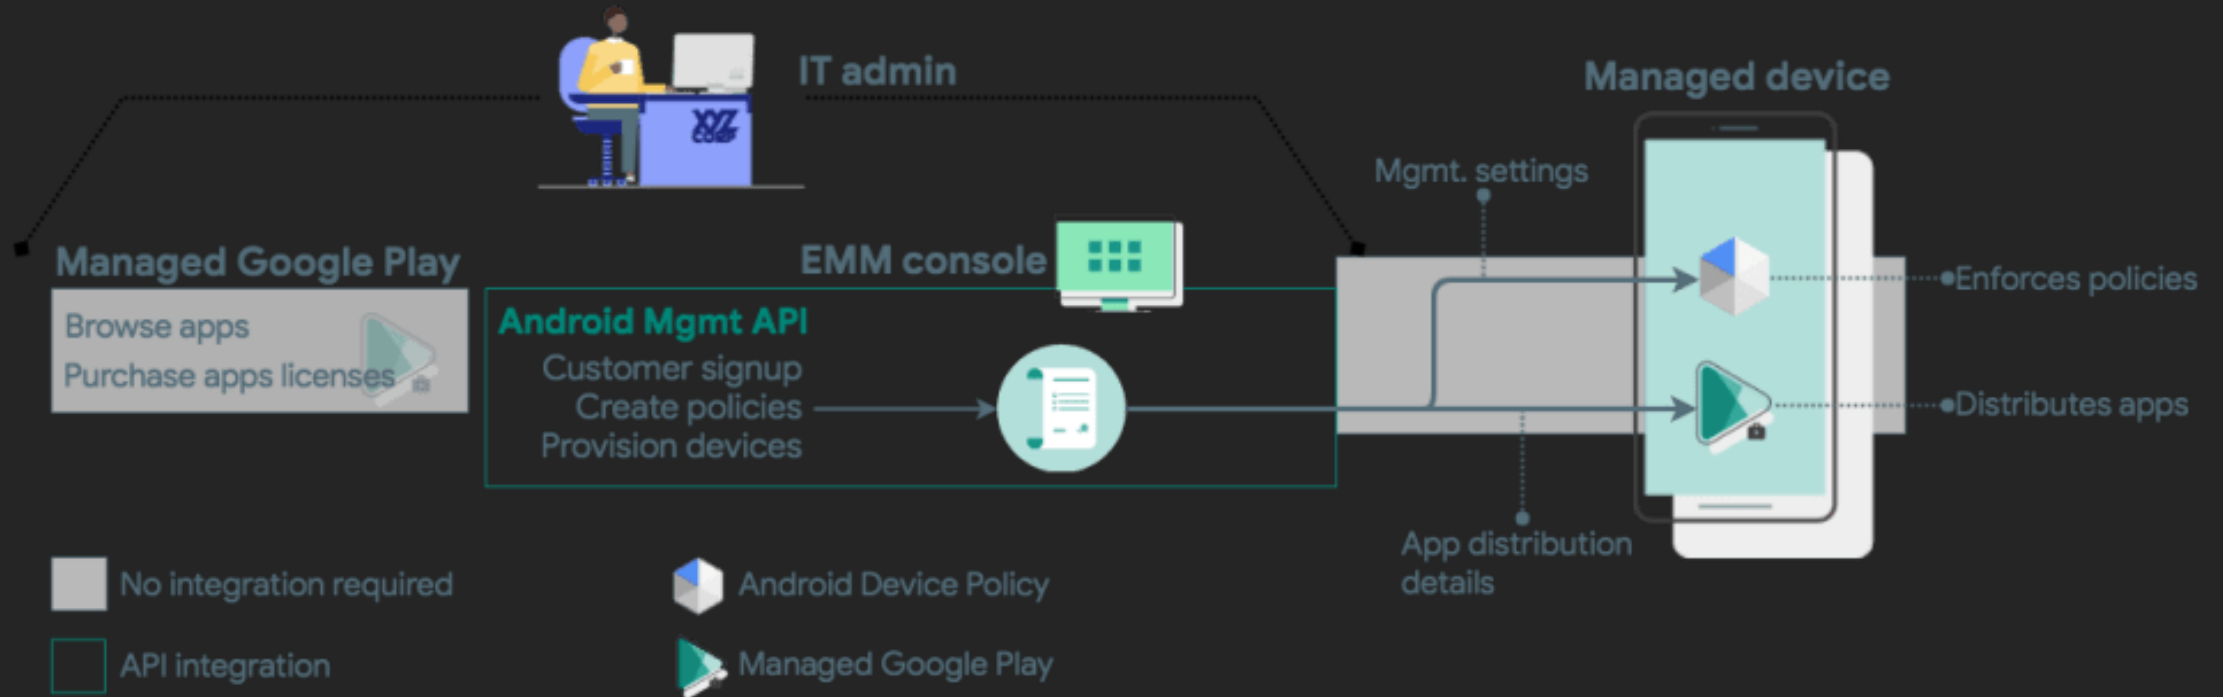 IT admin
XYZ
CORP
Managed device
Mgmt. settings
Managed Google Play
Browse apps
Purchase apps licenses
EMM console
Android Mgmt API
Customer signup
Create policies
Provision devices
Enforces policies
Distributes apps
App distribution
details
No integration required
API integration
Android Device Policy
Managed Google Play